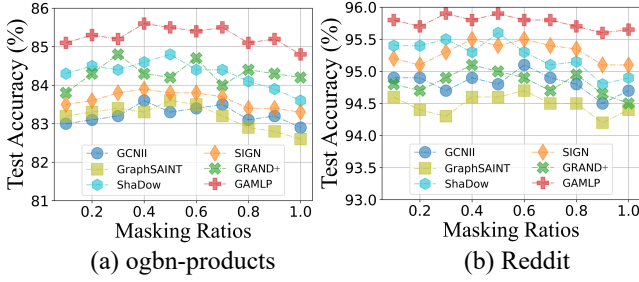 86
85
84
83
82
81
Test Accuracy (%)
0.2 0.4 0.6 0.8 1.0
Masking Ratios
GCNII
GraphSAINT
ShaDow
SIGN
GRAND+
GAMLP
(a) ogbn-products
96.0
95.5
95.0
94.5
94.0
93.5
93.0
Test Accuracy (%)
0.2 0.4 0.6 0.8 1.0
Masking Ratios
GCNII
GraphSAINT
ShaDow
SIGN
GRAND+
GAMLP
(b) Reddit